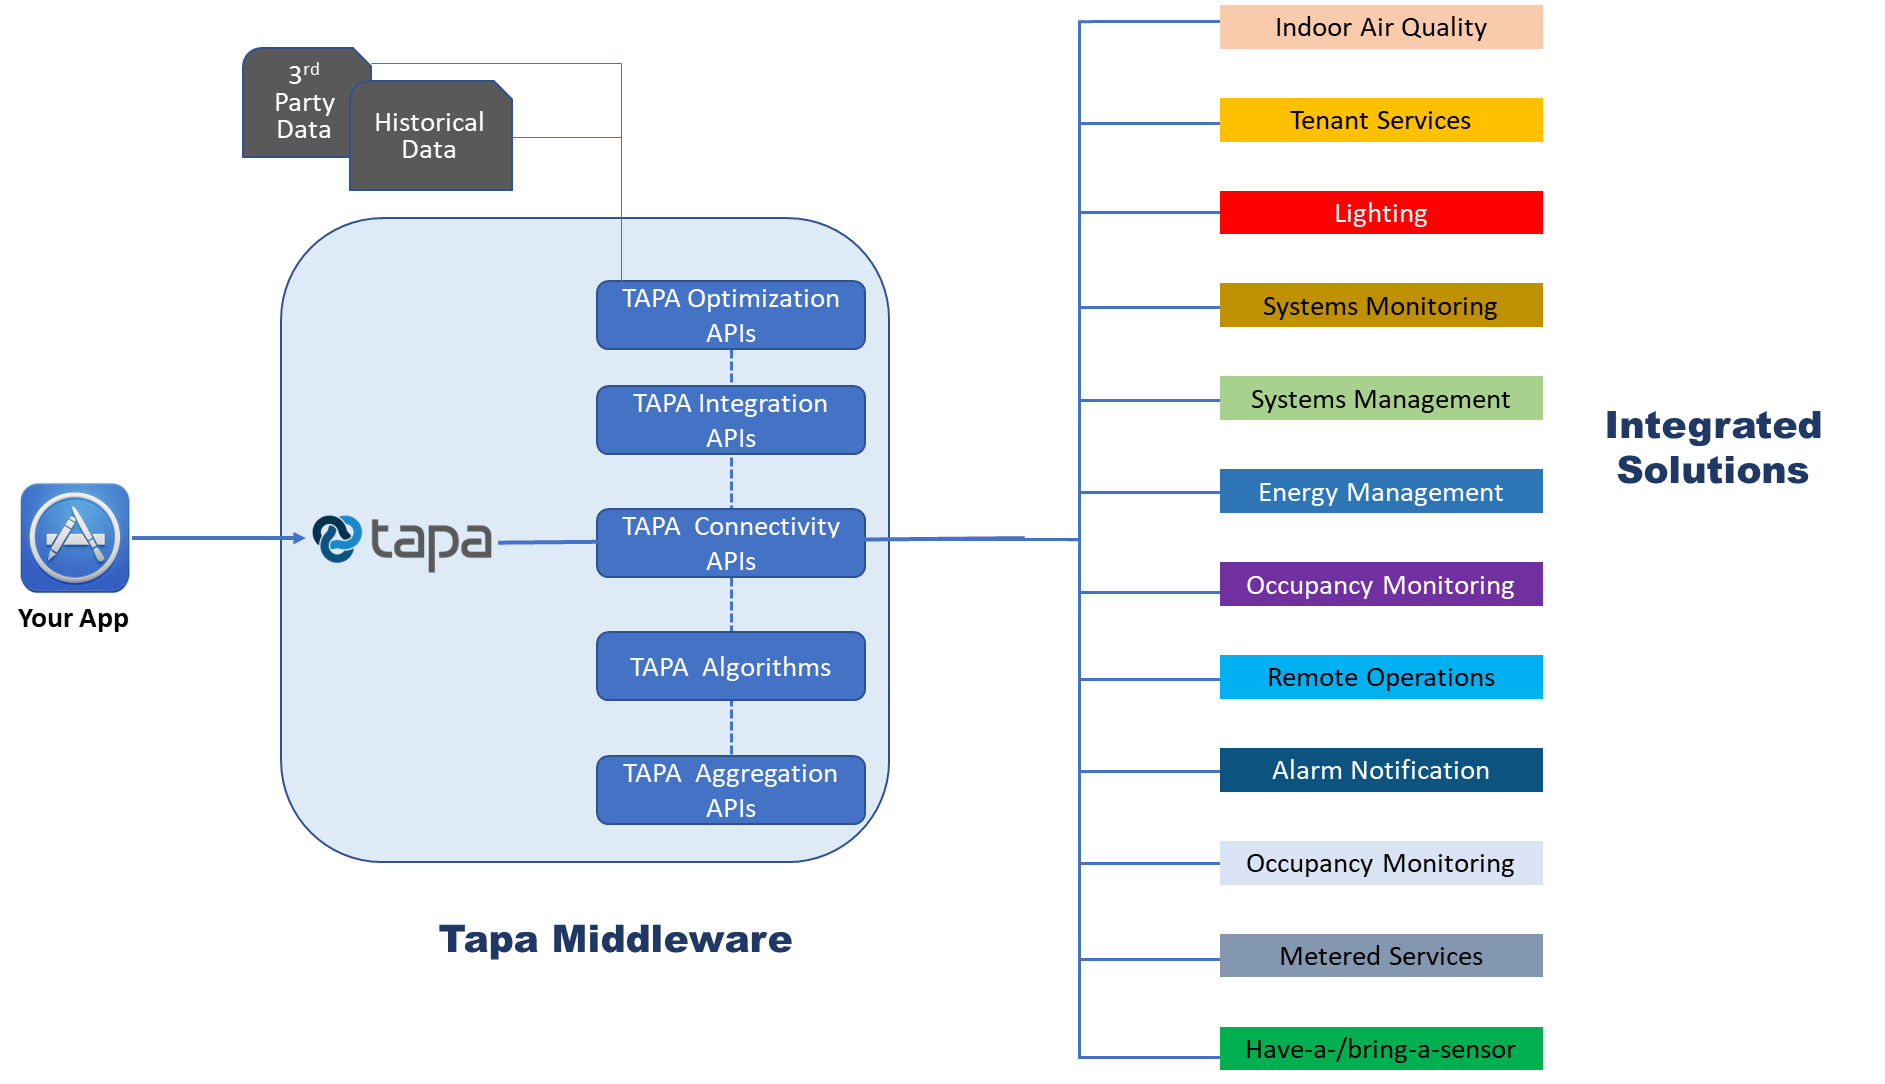 3rd
Party
Data
Historical
Data
TAPA Optimization
APIs
TAPA Integration
APIs
Your App
tapa
TAPA Connectivity
APIs
TAPA Algorithms
TAPA Aggregation
APIs
Tapa Middleware
Indoor Air Quality
Tenant Services
Lighting
Systems Monitoring
Systems Management
Energy Management
Occupancy Monitoring
Remote Operations
Alarm Notification
Occupancy Monitoring
Metered Services
Have-a-/bring-a-sensor
Integrated
Solutions